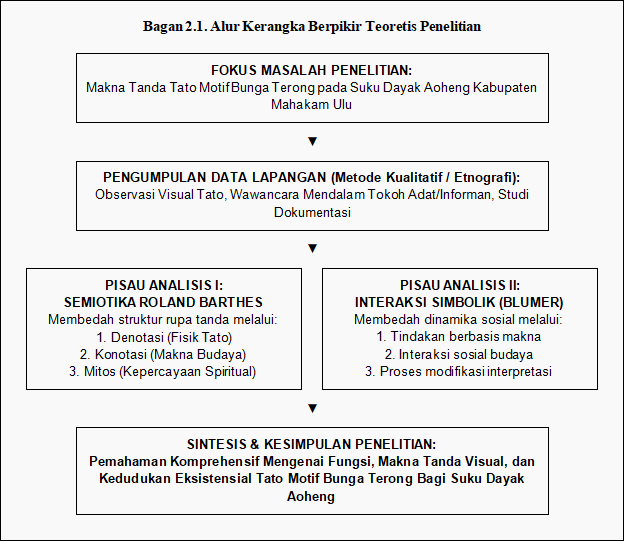 Bagan 2.1. Alur Kerangka Berpikir Teoretis Penelitian
FOKUS MASALAH PENELITIAN:
Makna Tanda Tato Motif Bunga Terong pada Suku Dayak Aoheng Kabupaten
Mahakam Ulu
▼
PENGUMPULAN DATA LAPANGAN (Metode Kualitatif / Etnografi):
Observasi Visual Tato, Wawancara Mendalam Tokoh Adat/Informan, Studi
Dokumentasi
▼
PISAU ANALISIS I:
SEMIOTIKA ROLAND BARTHES
Membedah struktur rupa tanda melalui:
1. Denotasi (Fisik Tato)
2. Konotasi (Makna Budaya)
3. Mitos (Kepercayaan Spiritual)
PISAU ANALISIS II:
INTERAKSI SIMBOLIK (BLUMER)
Membedah dinamika sosial melalui:
1. Tindakan berbasis makna
2. Interaksi sosial budaya
3. Proses modifikasi interpretasi
▼
SINTESIS & KESIMPULAN PENELITIAN:
Pemahaman Komprehensif Mengenai Fungsi, Makna Tanda Visual, dan
Kedudukan Eksistensial Tato Motif Bunga Terong Bagi Suku Dayak
Aoheng